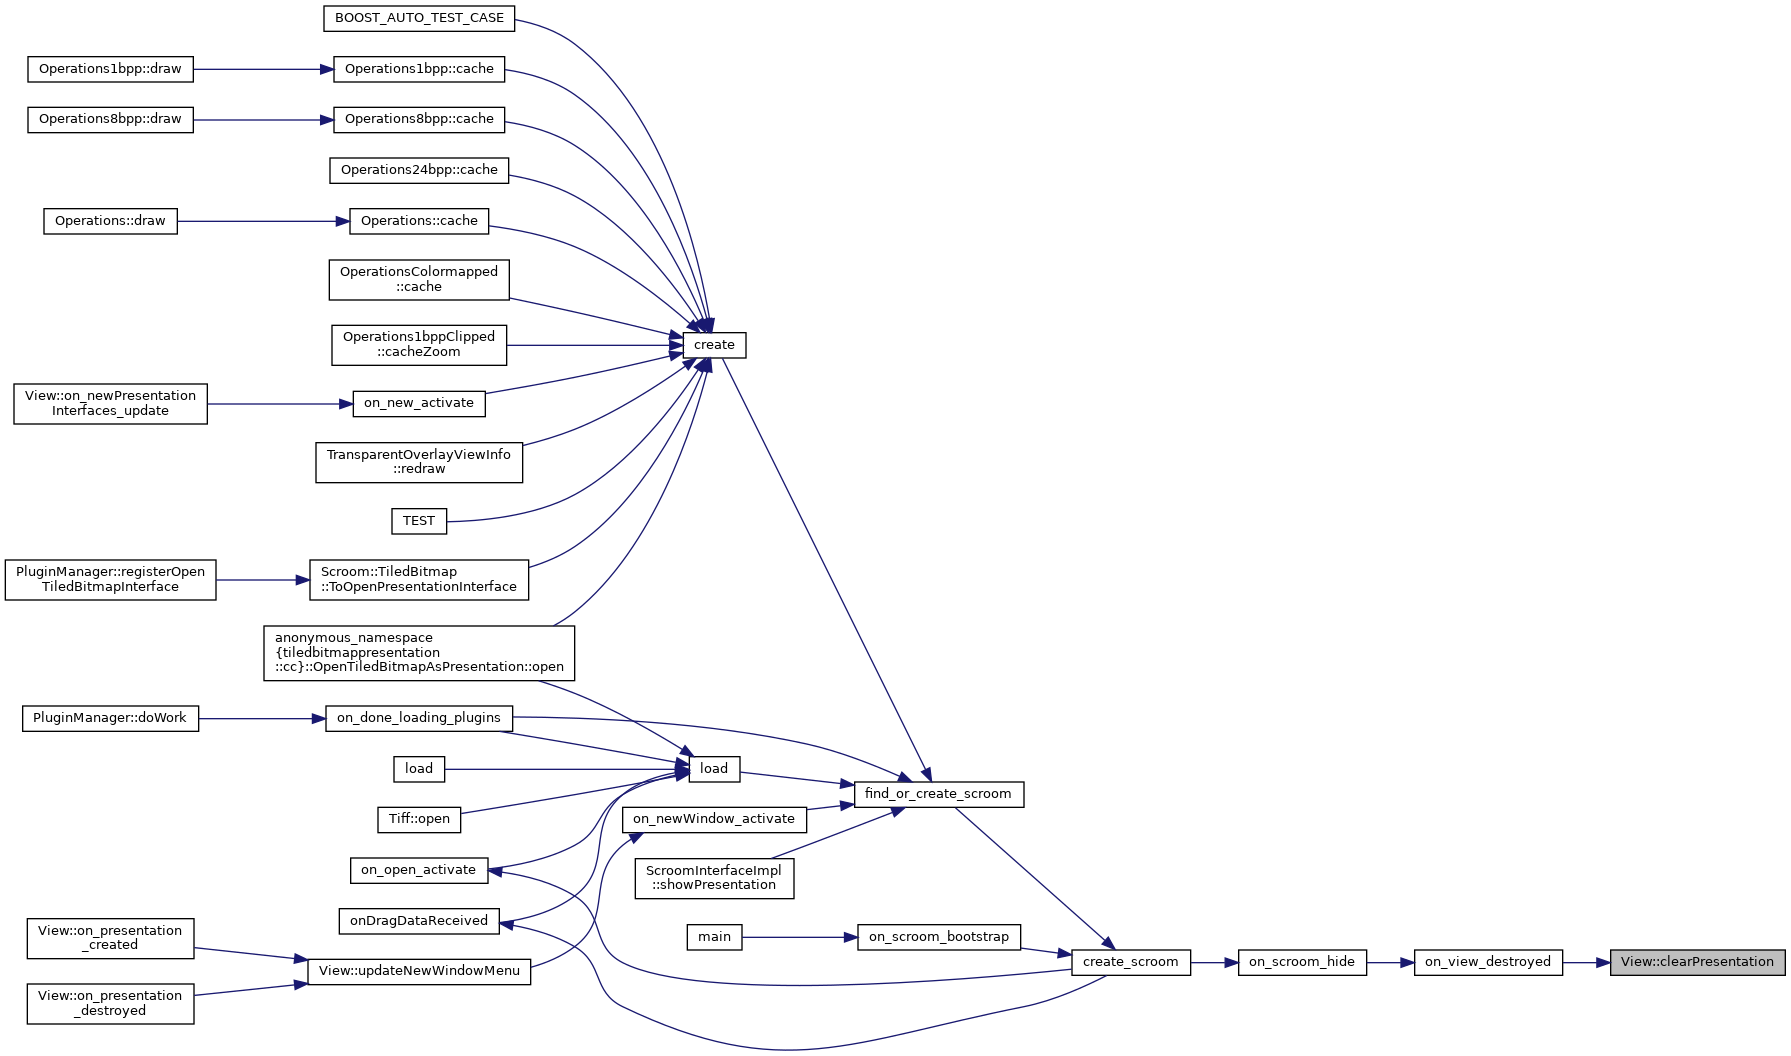 BOOST_AUTO_TEST_CASE
Operations1bpp::draw
Operations1bpp::cache
Operations8bpp::draw
Operations8bpp::cache
Operations24bpp::cache
Operations::draw
Operations::cache
OperationsColormapped
::cache
Operations1bppClipped
::cacheZoom
create
View::on_newPresentation
Interfaces_update
on_new_activate
TransparentOverlayViewInfo
::redraw
TEST
PluginManager::registerOpen
TiledBitmapInterface
Scroom::TiledBitmap
::ToOpenPresentationInterface
anonymous_namespace
{tiledbitmappresentation
::cc}::OpenTiledBitmapAsPresentation::open
PluginManager::doWork
on_done_loading_plugins
load
load
find_or_create_scroom
Tiff::open
on_newWindow_activate
on_open_activate
ScroomInterfaceImpl
::showPresentation
onDragDataReceived
View::on_presentation
_created
main
on_scroom_bootstrap
View::updateNewWindowMenu
create_scroom
on_scroom_hide
on_view_destroyed
View::clearPresentation
View::on_presentation
_destroyed